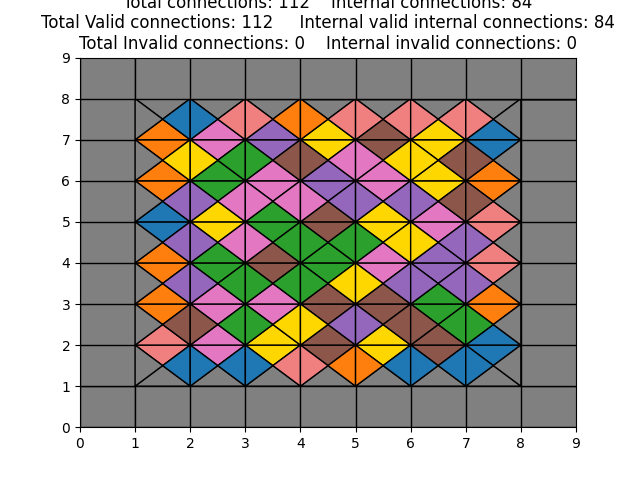 Total connections: 112    Internal connections: 84
Total Valid connections: 112    Internal valid internal connections: 84
Total Invalid connections: 0    Internal invalid connections: 0
9
8
7
6
5
4
3
2
1
0
0 1 2 3 4 5 6 7 8 9